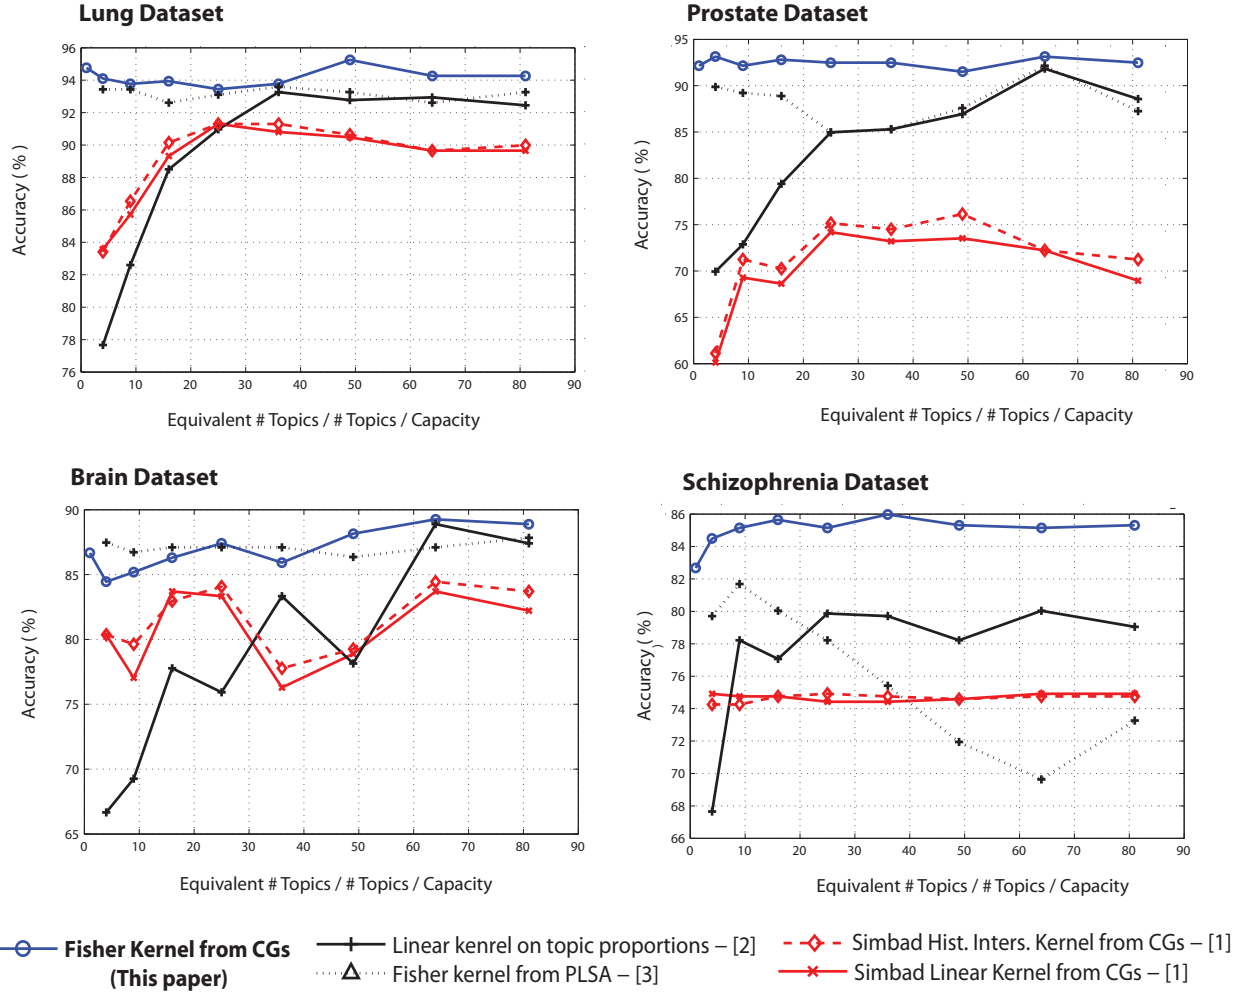 Lung Dataset
96
94
92
90
88
86
84
82
80
78
76
0 10 20 30 40 50 60 70 80 90
Accuracy ( % )
Equivalent # Topics / # Topics / Capacity
Prostate Dataset
95
90
85
80
75
70
65
60
0 10 20 30 40 50 60 70 80 90
Accuracy ( % )
Equivalent # Topics / # Topics / Capacity
Brain Dataset
90
85
80
75
70
65
0 10 20 30 40 50 60 70 80 90
Accuracy ( % )
Equivalent # Topics / # Topics / Capacity
Schizophrenia Dataset
86
84
82
80
78
76
74
72
70
68
66
0 10 20 30 40 50 60 70 80 90
Accuracy ( % )
)
Equivalent # Topics / # Topics / Capacity
Fisher Kernel from CGs
(This paper)
Linear kenrel on topic proportions – [2]
Fisher kernel from PLSA – [3]
Simbad Hist. Inters. Kernel from CGs – [1]
Simbad Linear Kernel from CGs – [1]